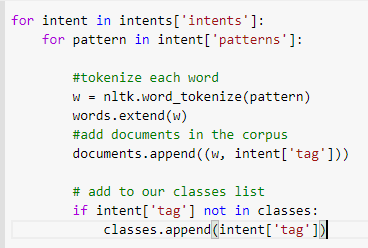 for intent in intents['intents']:
    for pattern in intent['patterns']:

        #tokenize each word
        w = nltk.word_tokenize(pattern)
        words.extend(w)
        #add documents in the corpus
        documents.append((w, intent['tag']))

        # add to our classes list
        if intent['tag'] not in classes:
            classes.append(intent['tag'])